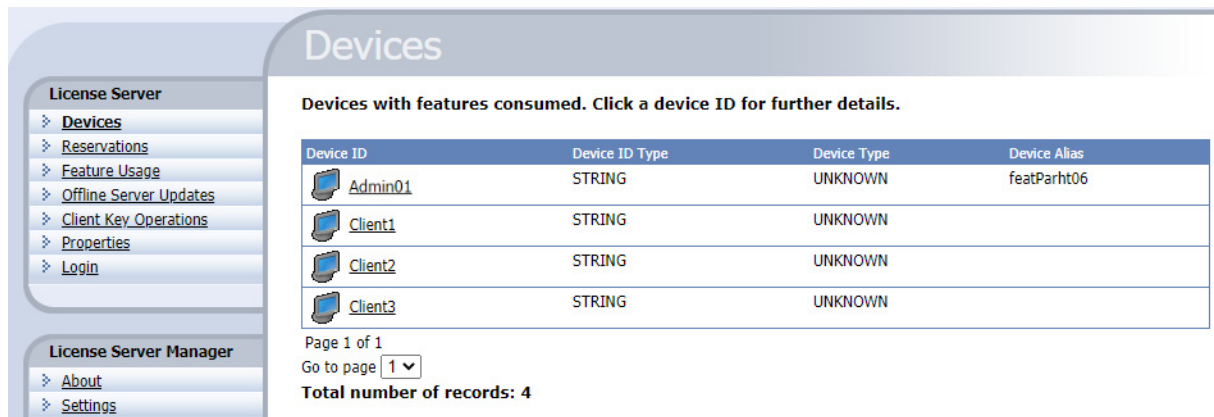 Devices
License Server
Devices
Reservations
Feature Usage
Offline Server Updates
Client Key Operations
Properties
Login
License Server Manager
About
Settings
Devices with features consumed. Click a device ID for further details.
Device ID Device ID Type Device Type Device Alias
Admin01 STRING UNKNOWN featParht06
Client1 STRING UNKNOWN
Client2 STRING UNKNOWN
Client3 STRING UNKNOWN
Page 1 of 1
Go to page 1
Total number of records: 4